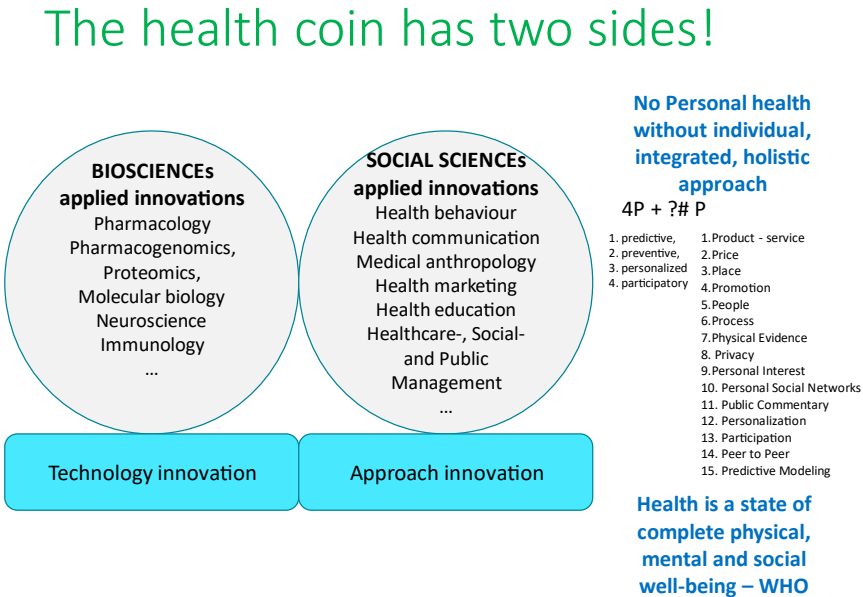 The health coin has two sides!
BIOSCIENCEs
applied innovations
Pharmacology
Pharmacogenomics,
Proteomics,
Molecular biology
Neuroscience
Immunology
...
Technology innovation
SOCIAL SCIENCEs
applied innovations
Health behaviour
Health communication
Medical anthropology
Health marketing
Health education
Healthcare-, Social-
and Public
Management
...
Approach innovation
No Personal health
without individual,
integrated, holistic
approach
4P + ?# P
1. predictive,
2. preventive,
3. personalized
4. participatory
1.Product - service
2.Price
3.Place
4.Promotion
5.People
6.Process
7.Physical Evidence
8. Privacy
9.Personal Interest
10. Personal Social Networks
11. Public Commentary
12. Personalization
13. Participation
14. Peer to Peer
15. Predictive Modeling
Health is a state of
complete physical,
mental and social
well-being – WHO